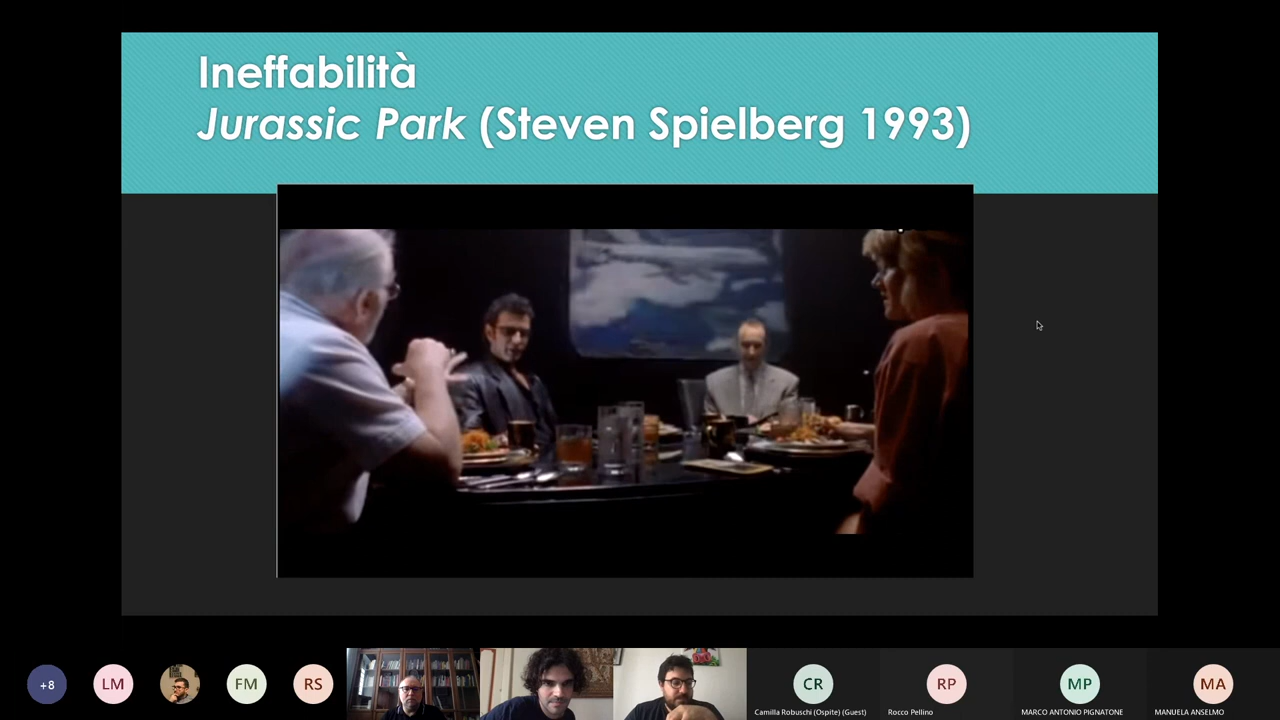 Ineffabilità
Jurassic Park (Steven Spielberg 1993)
+8
LM
FM
RS
CR
RP
MP
MA
Camilla Robuschi (Ospite) (Guest)
Rocco Pellino
MARCO ANTONIO PIGNATONE
MANUELA ANSELMO